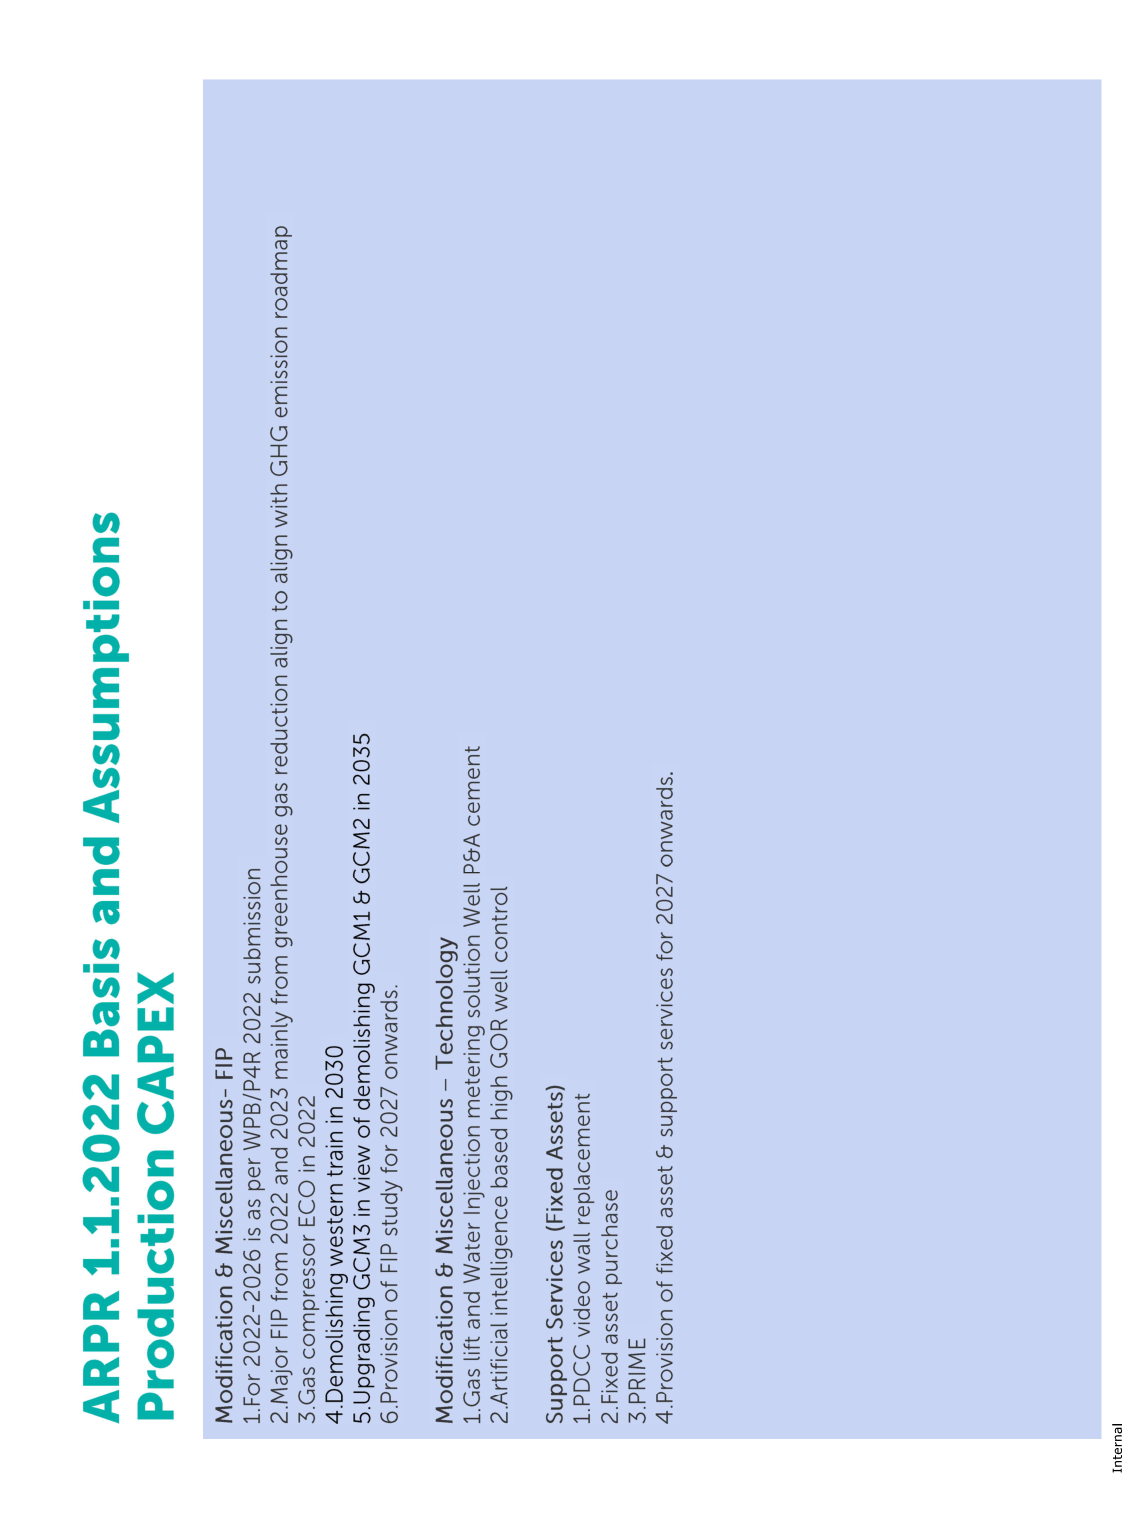 ARPR 1.1.2022 Basis and Assumptions
Production CAPEX
Modification & Miscellaneous- FIP
1.For 2022-2026 is as per WPB/P4R 2022 submission
2.Major FIP from 2022 and 2023 mainly from greenhouse gas reduction align to align with GHG emission roadmap
3.Gas compressor ECO in 2022
4.Demolishing western train in 2030
5.Upgrading GCM3 in view of demolishing GCM1 & GCM2 in 2035
6.Provision of FIP study for 2027 onwards.
Modification & Miscellaneous – Technology
1.Gas lift and Water Injection metering solution Well P&A cement
2.Artificial intelligence based high GOR well control
Support Services (Fixed Assets)
1.PDCC video wall replacement
2.Fixed asset purchase
3.PRIME
4.Provision of fixed asset & support services for 2027 onwards.
Internal